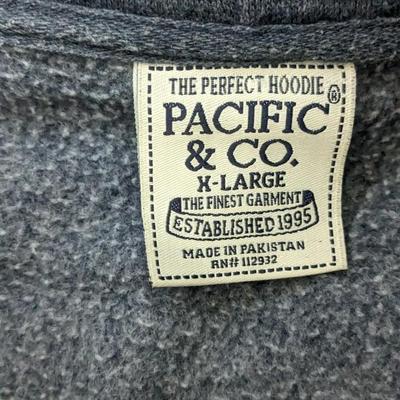 THE PERFECT HOODIE
PACIFIC ®
& CO.
X-LARGE
THE FINEST GARMENT
ESTABLISHED 1995
MADE IN PAKISTAN
RN# 112932